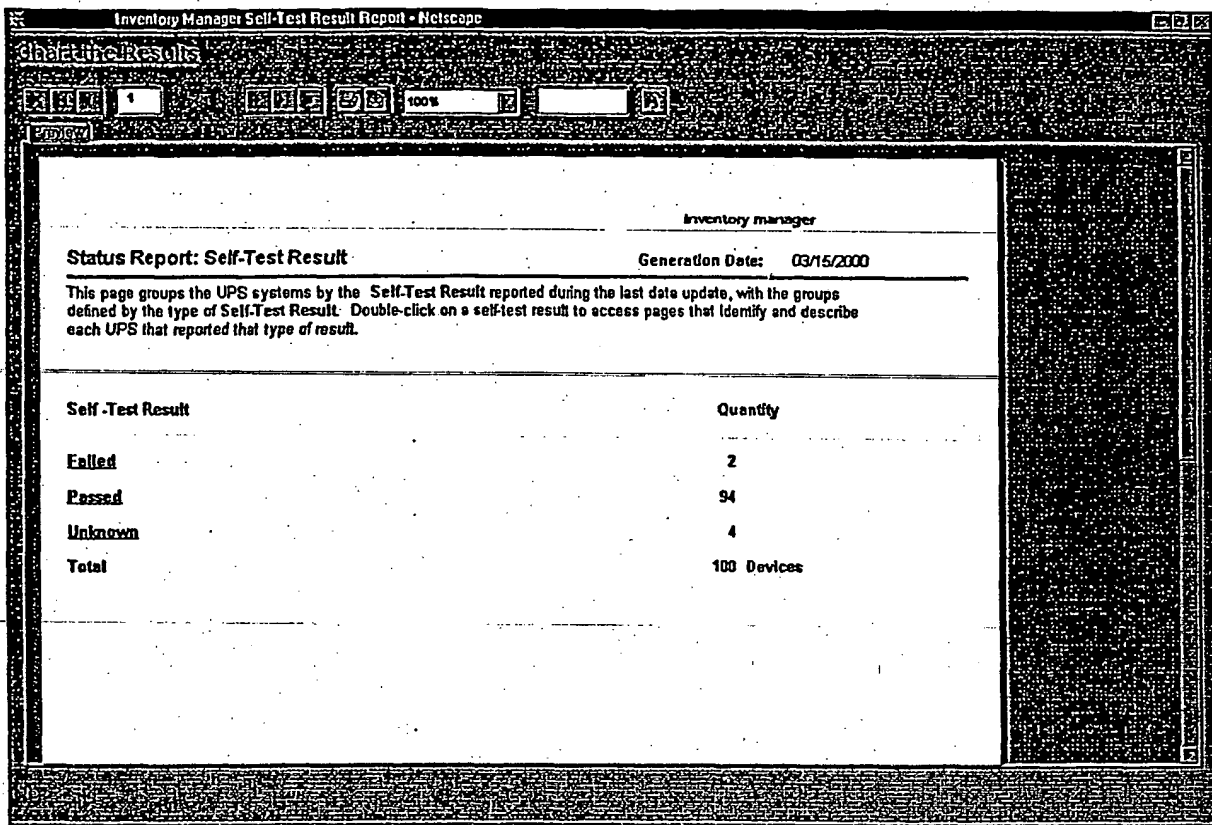 Inventory Manager Self-Test Result Report - Netscape
1
100%
Preview
Inventory manager
Status Report: Self-Test Result
Generation Date: 03/15/2000
This page groups the UPS systems by the Self-Test Result reported during the last data update, with the groups
defined by the type of Self-Test Result. Double-click on a self-test result to access pages that identify and describe
each UPS that reported that type of result.
Self -Test Result
Quantity
Failed
2
Passed
94
Unknown
4
Total
100 Devices